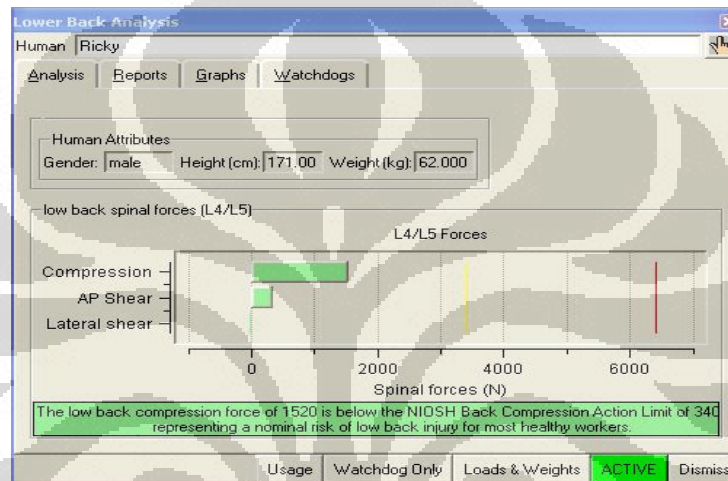 Lower Back Analysis
Human Ricky
Analysis Reports Graphs Watchdogs
Human Attributes
Gender: male Height (cm): 171.00 Weight (kg): 62.000
low back spinal forces (L4/L5)
L4/L5 Forces
Compression
AP Shear
Lateral shear
0 2000 4000 6000
Spinal forces (N)
The low back compression force of 1520 is below the NIOSH Back Compression Action Limit of 340
representing a nominal risk of low back injury for most healthy workers.
Usage Watchdog Only Loads & Weights ACTIVE Dismiss